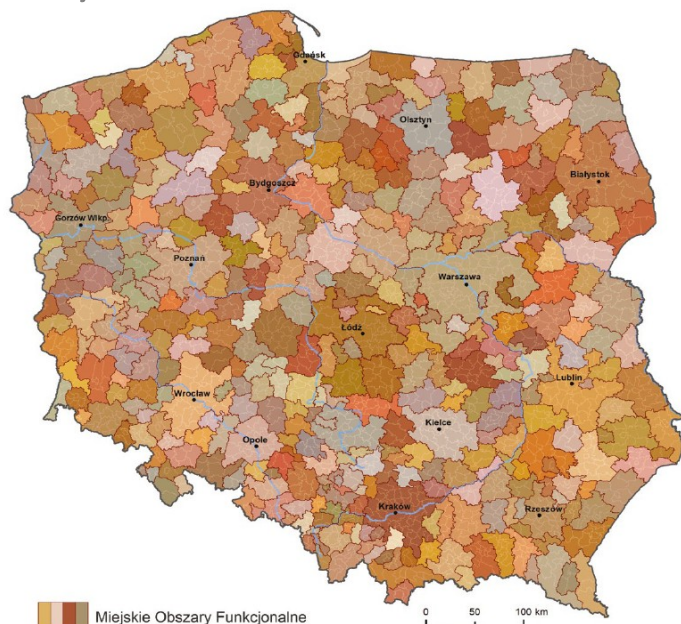 Gdańsk
Olsztyn
Białystok
Bydgoszcz
Gorzów Wlkp.
Poznań
Warszawa
Łódź
Lublin
Wrocław
Kielce
Opole
Kraków
Rzeszów
Miejskie Obszary Funkcjonalne
0 50 100 km